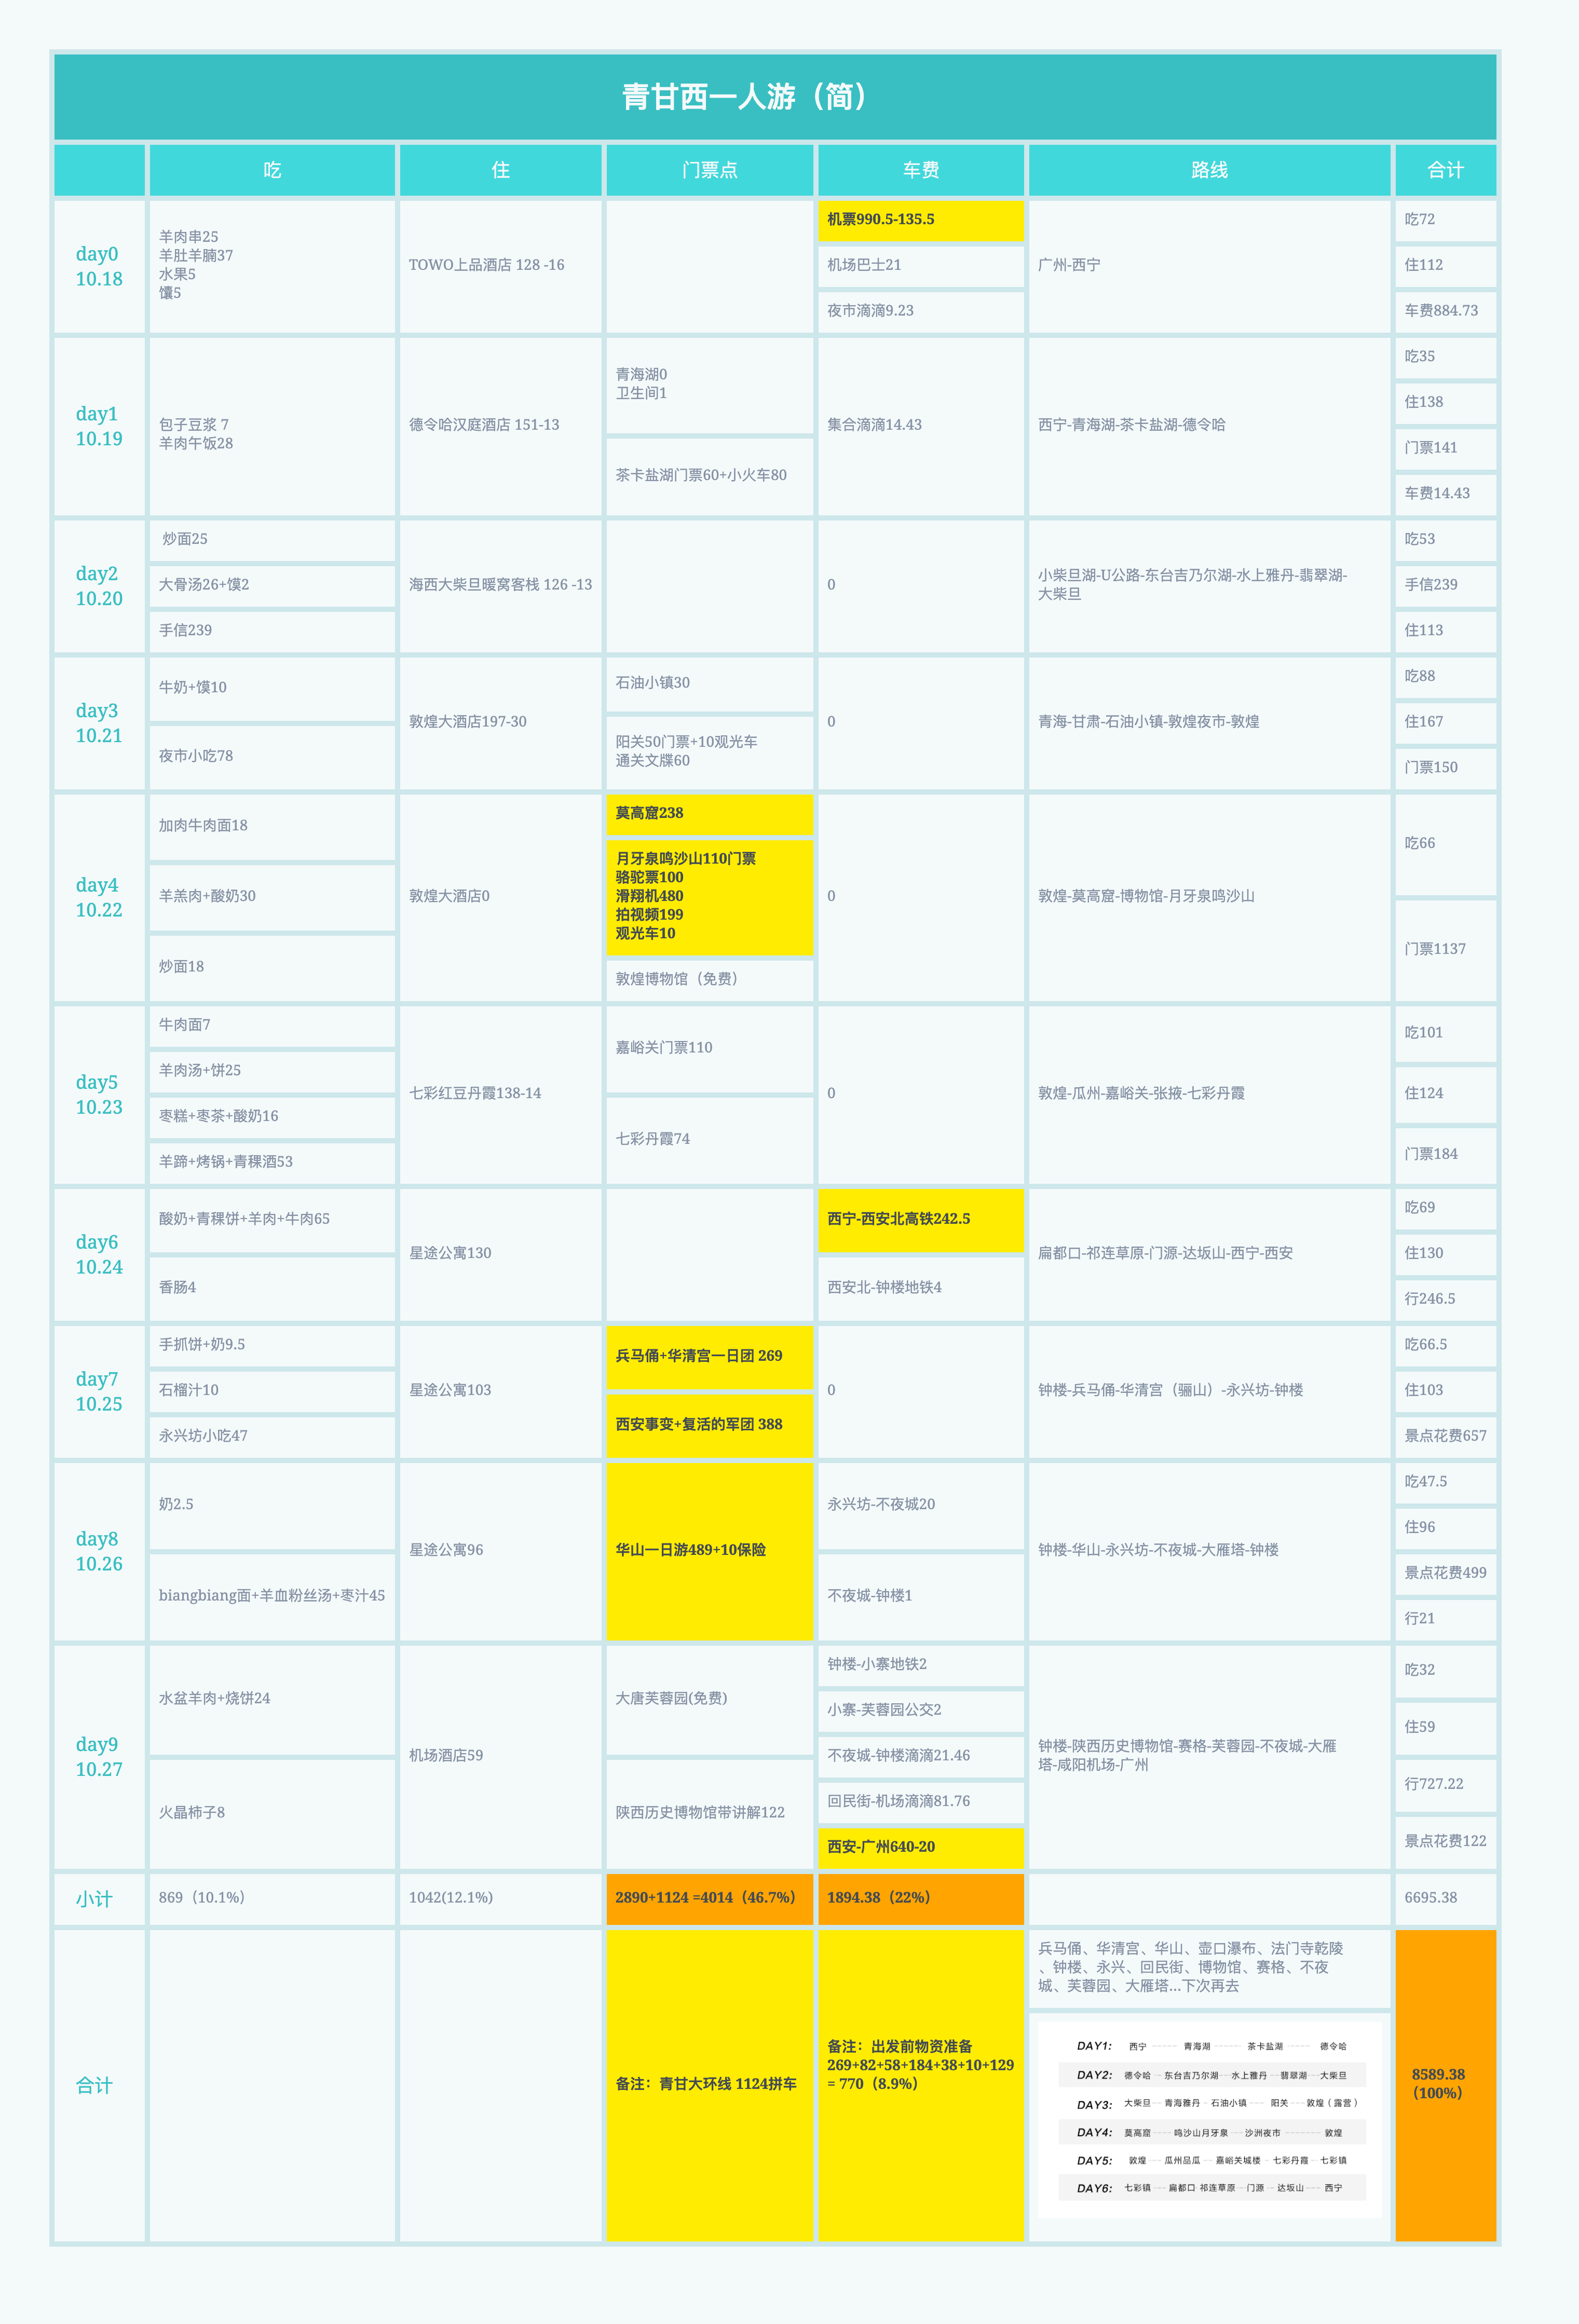 青甘西一人游（简）
吃
住
门票点
车费
路线
合计
day0
10.18
羊肉串25
羊肚羊腩37
水果5
馕5
TOWO上品酒店 128 -16
机票990.5-135.5
机场巴士21
夜市滴滴9.23
广州-西宁
吃72
住112
车费884.73
day1
10.19
包子豆浆 7
羊肉午饭28
德令哈汉庭酒店 151-13
青海湖0
卫生间1
茶卡盐湖门票60+小火车80
集合滴滴14.43
西宁-青海湖-茶卡盐湖-德令哈
吃35
住138
门票141
车费14.43
day2
10.20
炒面25
大骨汤26+馍2
手信239
海西大柴旦暖窝客栈 126 -13
0
小柴旦湖-U公路-东台吉乃尔湖-水上雅丹-翡翠湖-
大柴旦
吃53
手信239
住113
day3
10.21
牛奶+馍10
夜市小吃78
敦煌大酒店197-30
石油小镇30
阳关50门票+10观光车
通关文牒60
0
青海-甘肃-石油小镇-敦煌夜市-敦煌
吃88
住167
门票150
day4
10.22
加肉牛肉面18
羊羔肉+酸奶30
炒面18
敦煌大酒店0
莫高窟238
月牙泉鸣沙山110门票
骆驼票100
滑翔机480
拍视频199
观光车10
敦煌博物馆（免费）
0
敦煌-莫高窟-博物馆-月牙泉鸣沙山
吃66
门票1137
day5
10.23
牛肉面7
羊肉汤+饼25
枣糕+枣茶+酸奶16
羊蹄+烤锅+青稞酒53
七彩红豆丹霞138-14
嘉峪关门票110
七彩丹霞74
0
敦煌-瓜州-嘉峪关-张掖-七彩丹霞
吃101
住124
门票184
day6
10.24
酸奶+青稞饼+羊肉+牛肉65
香肠4
星途公寓130
西宁-西安北高铁242.5
西安北-钟楼地铁4
扁都口-祁连草原-门源-达坂山-西宁-西安
吃69
住130
行246.5
day7
10.25
手抓饼+奶9.5
石榴汁10
永兴坊小吃47
星途公寓103
兵马俑+华清宫一日团 269
西安事变+复活的军团 388
0
钟楼-兵马俑-华清宫（骊山）-永兴坊-钟楼
吃66.5
住103
景点花费657
day8
10.26
奶2.5
biangbiang面+羊血粉丝汤+枣汁45
星途公寓96
华山一日游489+10保险
永兴坊-不夜城20
不夜城-钟楼1
钟楼-华山-永兴坊-不夜城-大雁塔-钟楼
吃47.5
住96
景点花费499
行21
day9
10.27
水盆羊肉+烧饼24
火晶柿子8
机场酒店59
大唐芙蓉园(免费)
陕西历史博物馆带讲解122
钟楼-小寨地铁2
小寨-芙蓉园公交2
不夜城-钟楼滴滴21.46
回民街-机场滴滴81.76
西安-广州640-20
钟楼-陕西历史博物馆-赛格-芙蓉园-不夜城-大雁
塔-咸阳机场-广州
吃32
住59
行727.22
景点花费122
小计
869（10.1%）
1042(12.1%)
2890+1124 =4014（46.7%）
1894.38（22%）
6695.38
合计
备注：青甘大环线 1124拼车
备注：出发前物资准备
269+82+58+184+38+10+129
= 770（8.9%）
兵马俑、华清宫、华山、壶口瀑布、法门寺乾陵
、钟楼、永兴、回民街、博物馆、赛格、不夜
城、芙蓉园、大雁塔...下次再去
DAY1: 西宁 青海湖 茶卡盐湖 德令哈
DAY2: 德令哈 东台吉乃尔湖 水上雅丹 翡翠湖 大柴旦
DAY3: 大柴旦 青海雅丹 石油小镇 阳关 敦煌（露营）
DAY4: 莫高窟 鸣沙山月牙泉 沙洲夜市 敦煌
DAY5: 敦煌 瓜州品瓜 嘉峪关城楼 七彩丹霞 七彩镇
DAY6: 七彩镇 扁都口 祁连草原 门源 达坂山 西宁
8589.38
（100%）